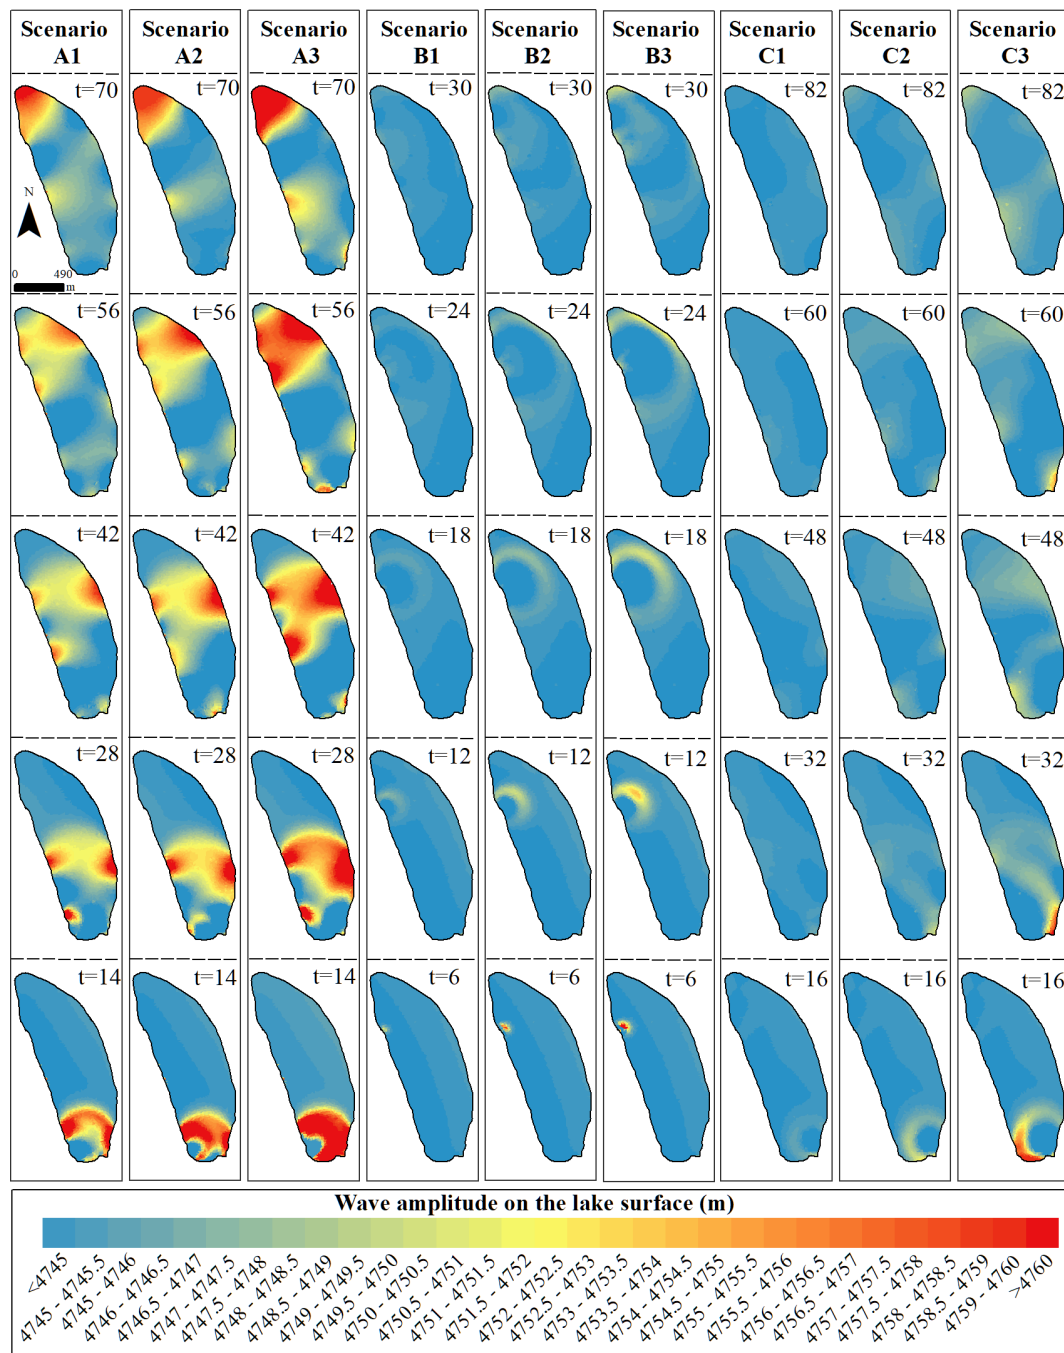 Scenario A1
Scenario A2
Scenario A3
Scenario B1
Scenario B2
Scenario B3
Scenario C1
Scenario C2
Scenario C3
t=70
t=70
t=70
t=30
t=30
t=30
t=82
t=82
t=82
N
0 490
m
t=56
t=56
t=56
t=24
t=24
t=24
t=60
t=60
t=60
t=42
t=42
t=42
t=18
t=18
t=18
t=48
t=48
t=48
t=28
t=28
t=28
t=12
t=12
t=12
t=32
t=32
t=32
t=14
t=14
t=14
t=6
t=6
t=6
t=16
t=16
t=16
Wave amplitude on the lake surface (m)
<4745
4745 - 4745.5
4745.5 - 4746
4746 - 4746.5
4746.5 - 4747
4747 - 4747.5
4747.5 - 4748
4748 - 4748.5
4748.5 - 4749
4749 - 4749.5
4749.5 - 4750
4750 - 4750.5
4750.5 - 4751
4751 - 4751.5
4751.5 - 4752
4752 - 4752.5
4752.5 - 4753
4753 - 4753.5
4753.5 - 4754
4754 - 4754.5
4754.5 - 4755
4755 - 4755.5
4755.5 - 4756
4756 - 4756.5
4756.5 - 4757
4757 - 4757.5
4757.5 - 4758
4758 - 4758.5
4758.5 - 4759
4759 - 4760
>4760